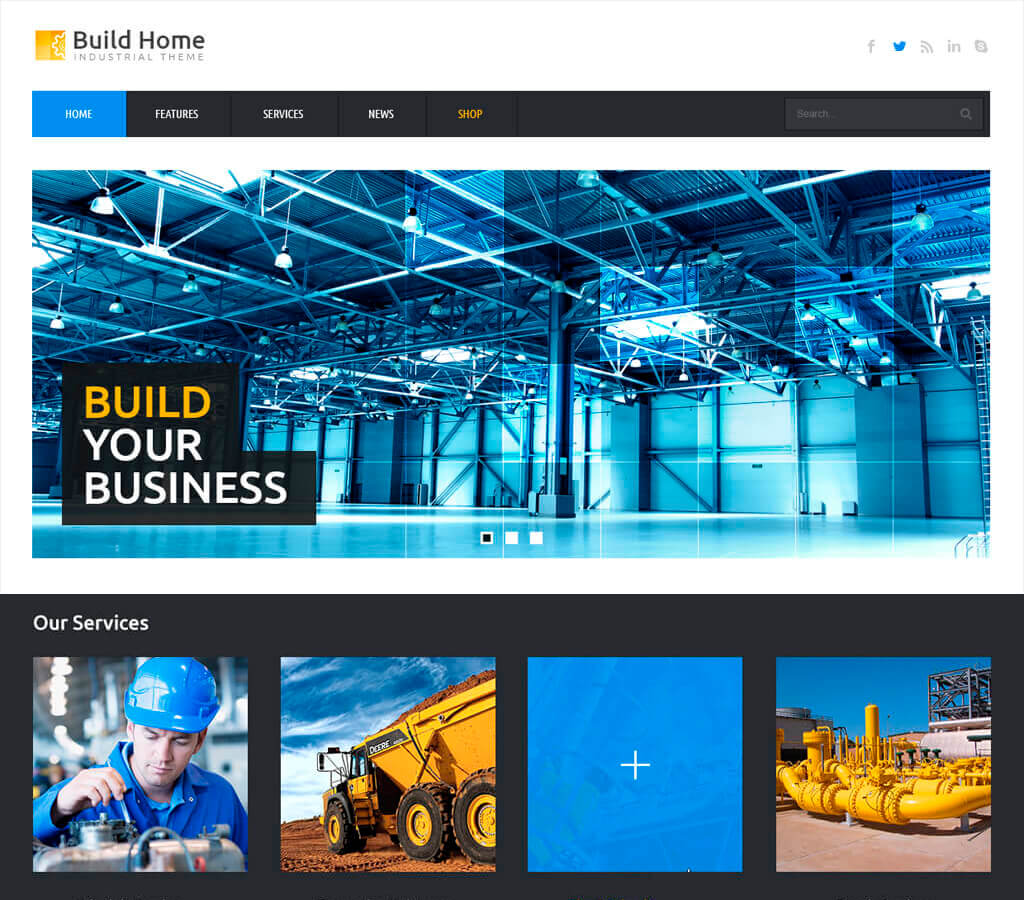 Build Home
INDUSTRIAL THEME
HOME FEATURES SERVICES NEWS SHOP Search...
BUILD
YOUR
BUSINESS
Our Services
DEERE